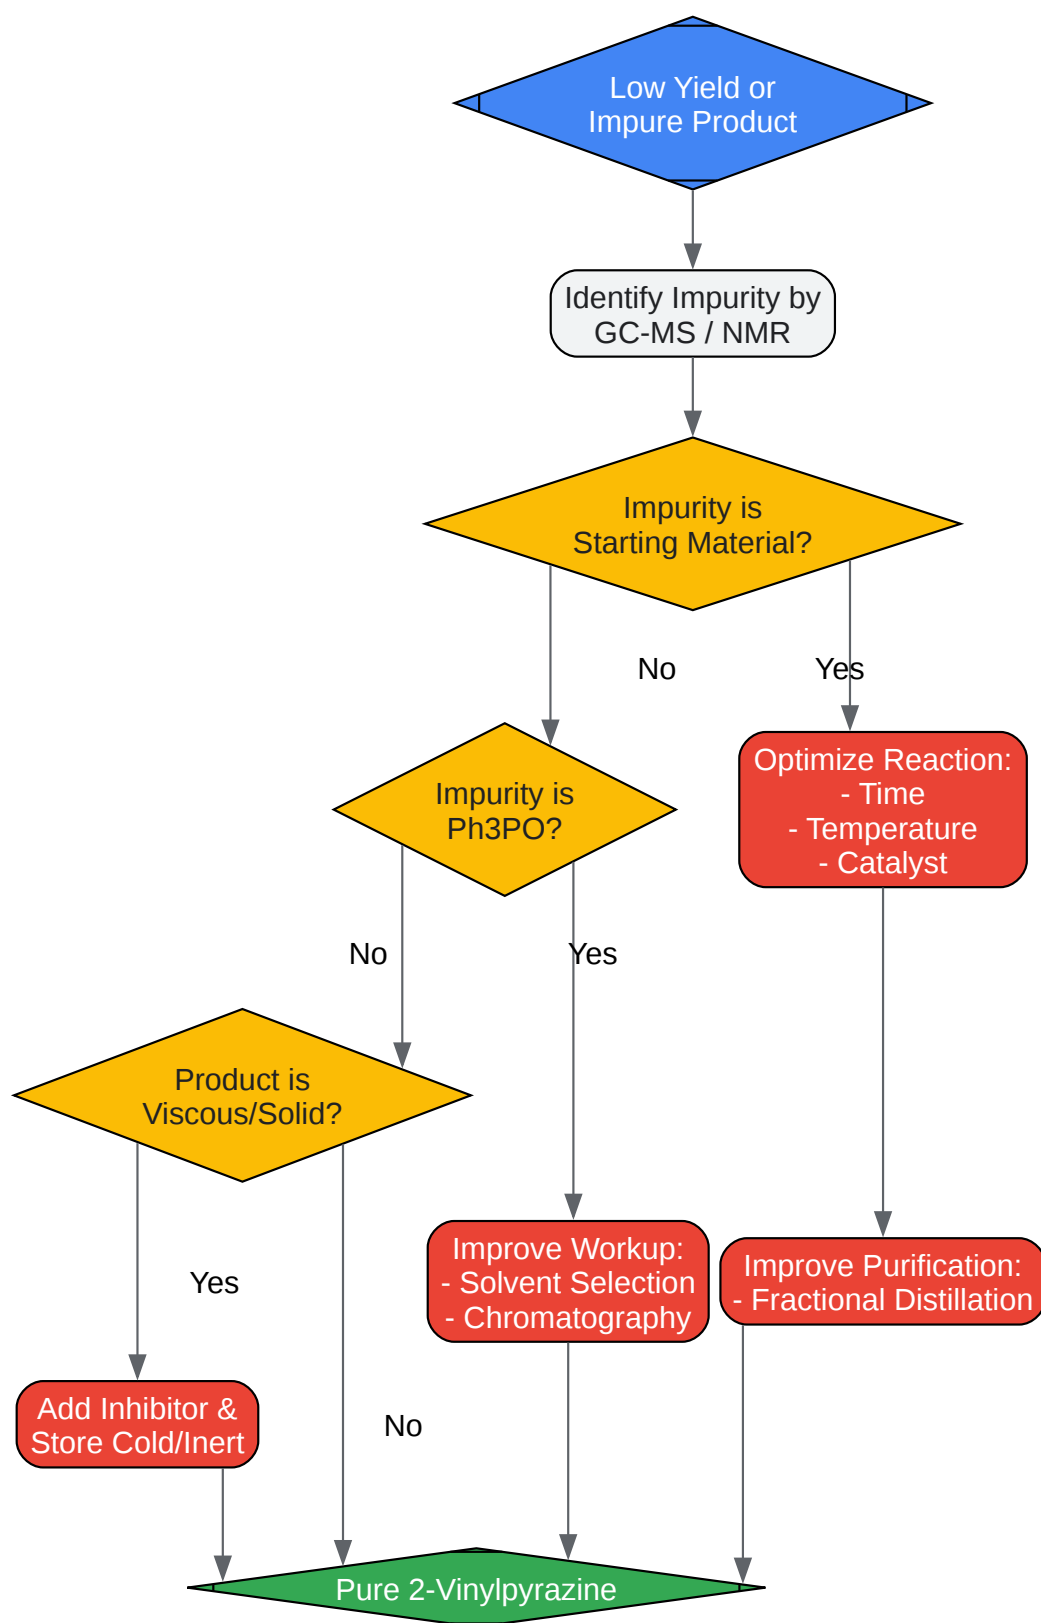 Low Yield or
Impure Product
Identify Impurity by
GC-MS / NMR
Impurity is
Starting Material?
No
Yes
Impurity is
Ph3PO?
Optimize Reaction:
- Time
- Temperature
- Catalyst
No
Yes
Product is
Viscous/Solid?
Yes
Improve Workup:
- Solvent Selection
- Chromatography
Improve Purification:
- Fractional Distillation
Add Inhibitor &
Store Cold/Inert
No
Pure 2-Vinylpyrazine